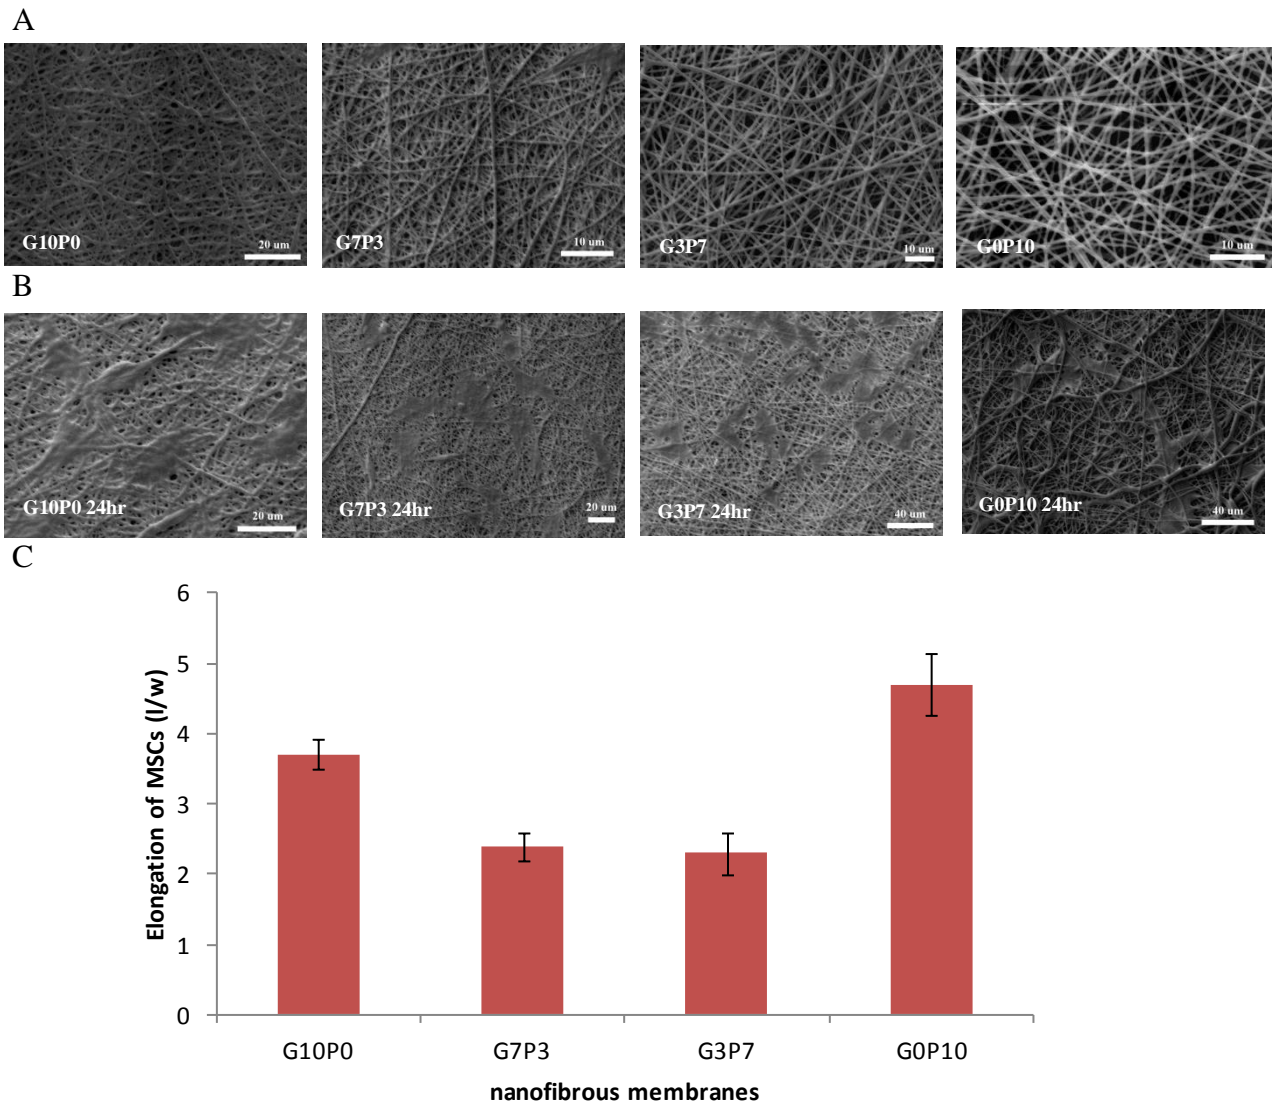 A
G10P0
20 um
G7P3
10 um
G3P7
10 um
G0P10
10 um
B
G10P0 24hr
20 um
G7P3 24hr
20 um
G3P7 24hr
40 um
G0P10 24hr
40 um
C
Elongation of MSCs (l/w)
6
5
4
3
2
1
0
G10P0
G7P3
G3P7
G0P10
nanofibrous membranes